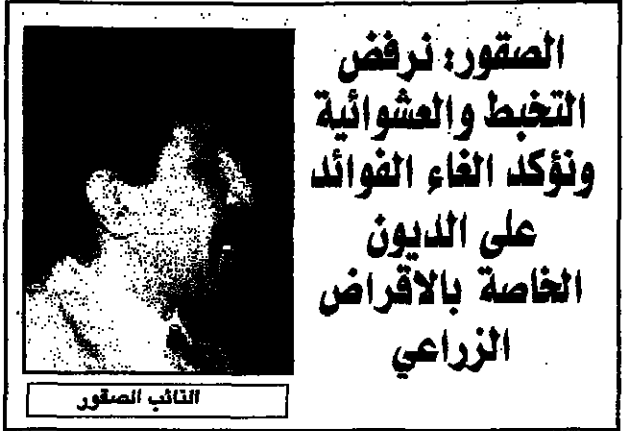 الصقور: نرفض
التخبط والعشوائية
ونؤكد الغاء الفوائد
على الديون
الخاصة بالاقراض
الزراعي
النائب الصقور